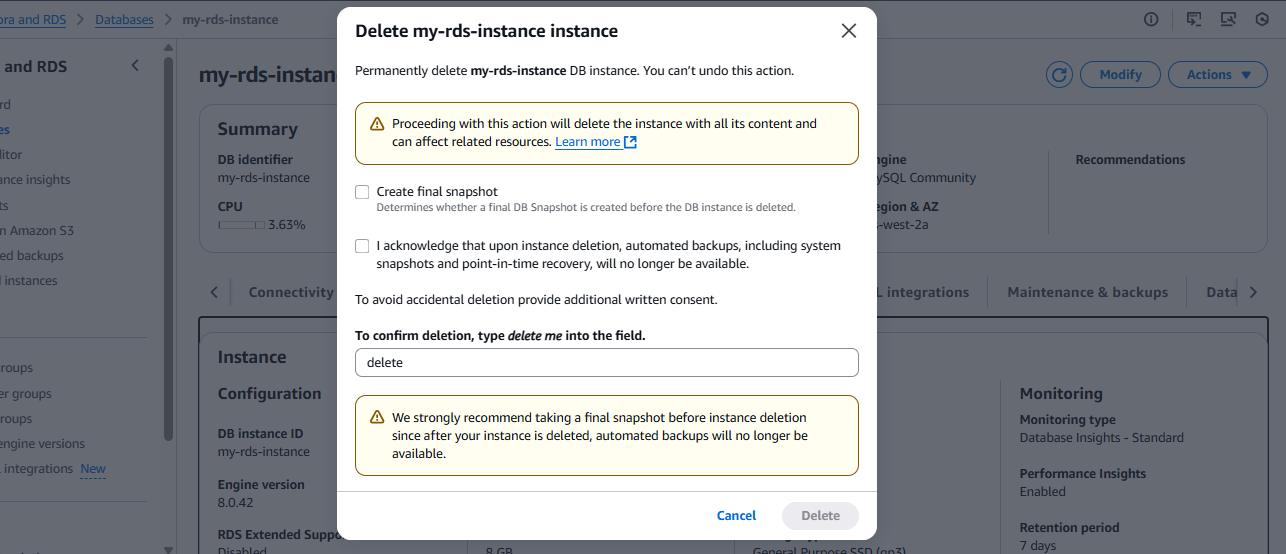 ora and RDS > Databases > my-rds-instance
Delete my-rds-instance instance
Permanently delete my-rds-instance DB instance. You can't undo this action.
Proceeding with this action will delete the instance with all its content and
can affect related resources. Learn more
Create final snapshot
Determines whether a final DB Snapshot is created before the DB instance is deleted.
I acknowledge that upon instance deletion, automated backups, including system
snapshots and point-in-time recovery, will no longer be available.
To avoid accidental deletion provide additional written consent.
To confirm deletion, type delete me into the field.
delete
We strongly recommend taking a final snapshot before instance deletion
since after your instance is deleted, automated backups will no longer be
available.
Cancel
Delete
and RDS
rd
es
itor
ance insights
ts
n Amazon S3
ed backups
d instances
roups
er groups
roups
engine versions
L integrations New
my-rds-instan
Modify
Actions
Summary
DB identifier
my-rds-instance
CPU
3.63%
ngine
ySQL Community
egion & AZ
-west-2a
Recommendations
Connectivity
L integrations
Maintenance & backups
Data
Instance
Configuration
DB instance ID
my-rds-instance
Engine version
8.0.42
RDS Extended Suppo
Disabled
8 GB
General Purpose SSD (gp3)
Monitoring
Monitoring type
Database Insights - Standard
Performance Insights
Enabled
Retention period
7 days